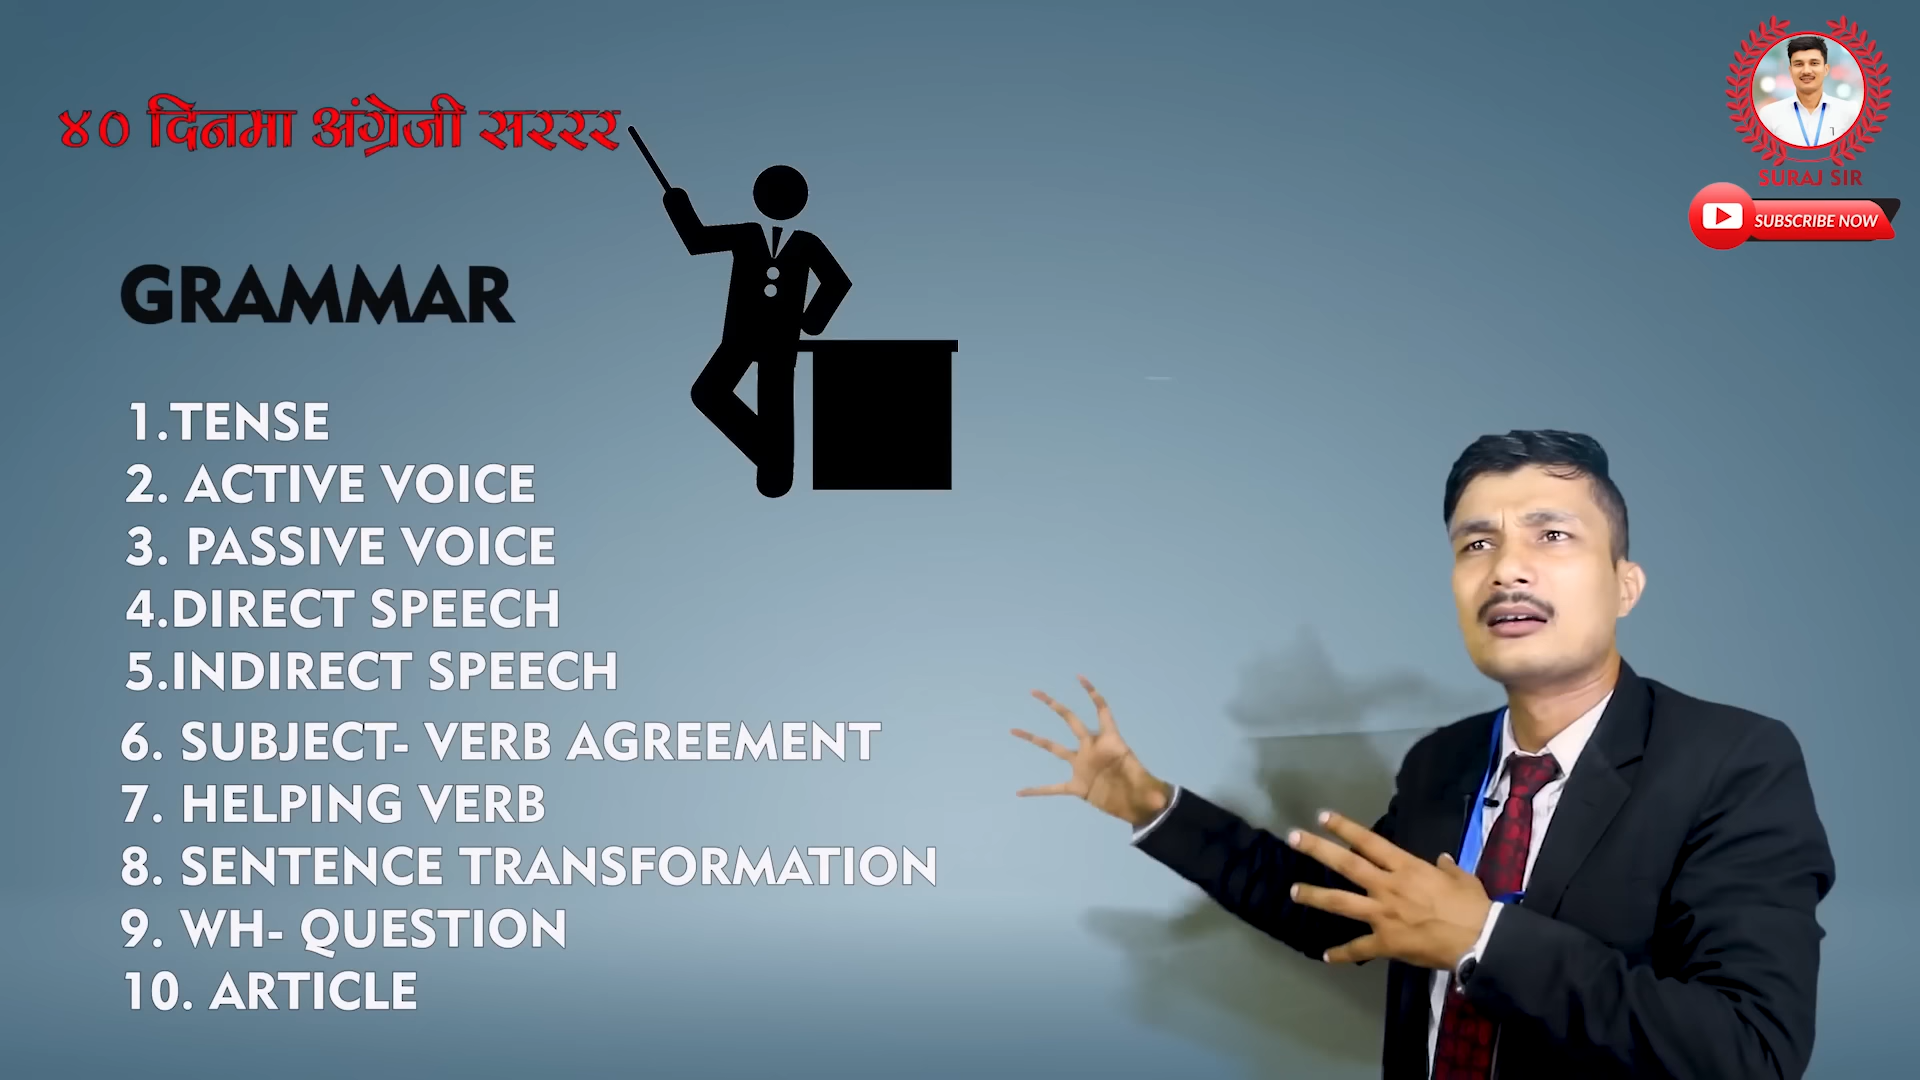 ४० दिनमा अंग्रेजी सररर
SURAJ SIR
SUBSCRIBE NOW
GRAMMAR
1.TENSE
2. ACTIVE VOICE
3. PASSIVE VOICE
4.DIRECT SPEECH
5.INDIRECT SPEECH
6. SUBJECT- VERB AGREEMENT
7. HELPING VERB
8. SENTENCE TRANSFORMATION
9. WH- QUESTION
10. ARTICLE